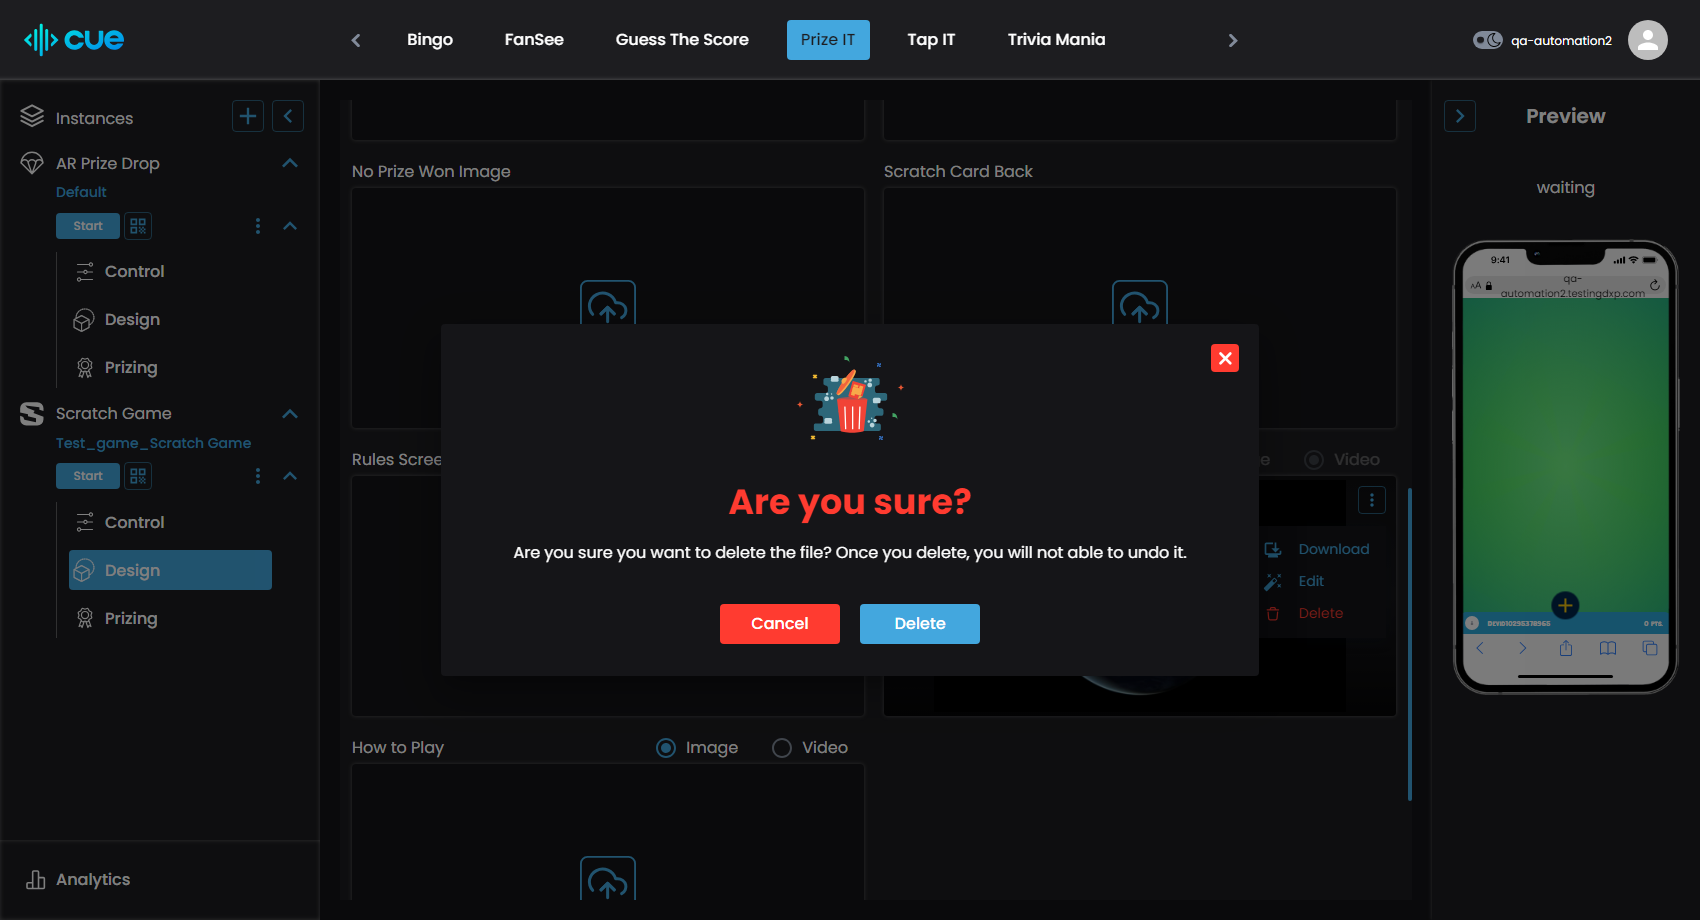 cue
Bingo
FanSee
Guess The Score
Prize IT
Tap IT
Trivia Mania
qa-automation2
Instances
AR Prize Drop
Default
Start
Control
Design
Prizing
Scratch Game
Test_game_Scratch Game
Start
Control
Design
Prizing
Analytics
No Prize Won Image
Scratch Card Back
Rules Scree
e
Video
Download
Edit
Delete
How to Play
Image
Video
Are you sure?
Are you sure you want to delete the file? Once you delete, you will not able to undo it.
Cancel
Delete
Preview
waiting
9:41
AA
qa-
automation2.testingdxp.com
0 PTS.